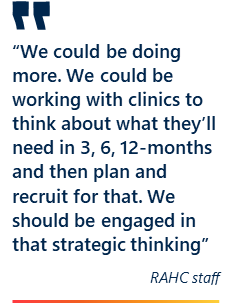 “We could be doing
more. We could be
working with clinics to
think about what they’ll
need in 3, 6, 12-months
and then plan and
recruit for that. We
should be engaged in
that strategic thinking”
RAHC staff